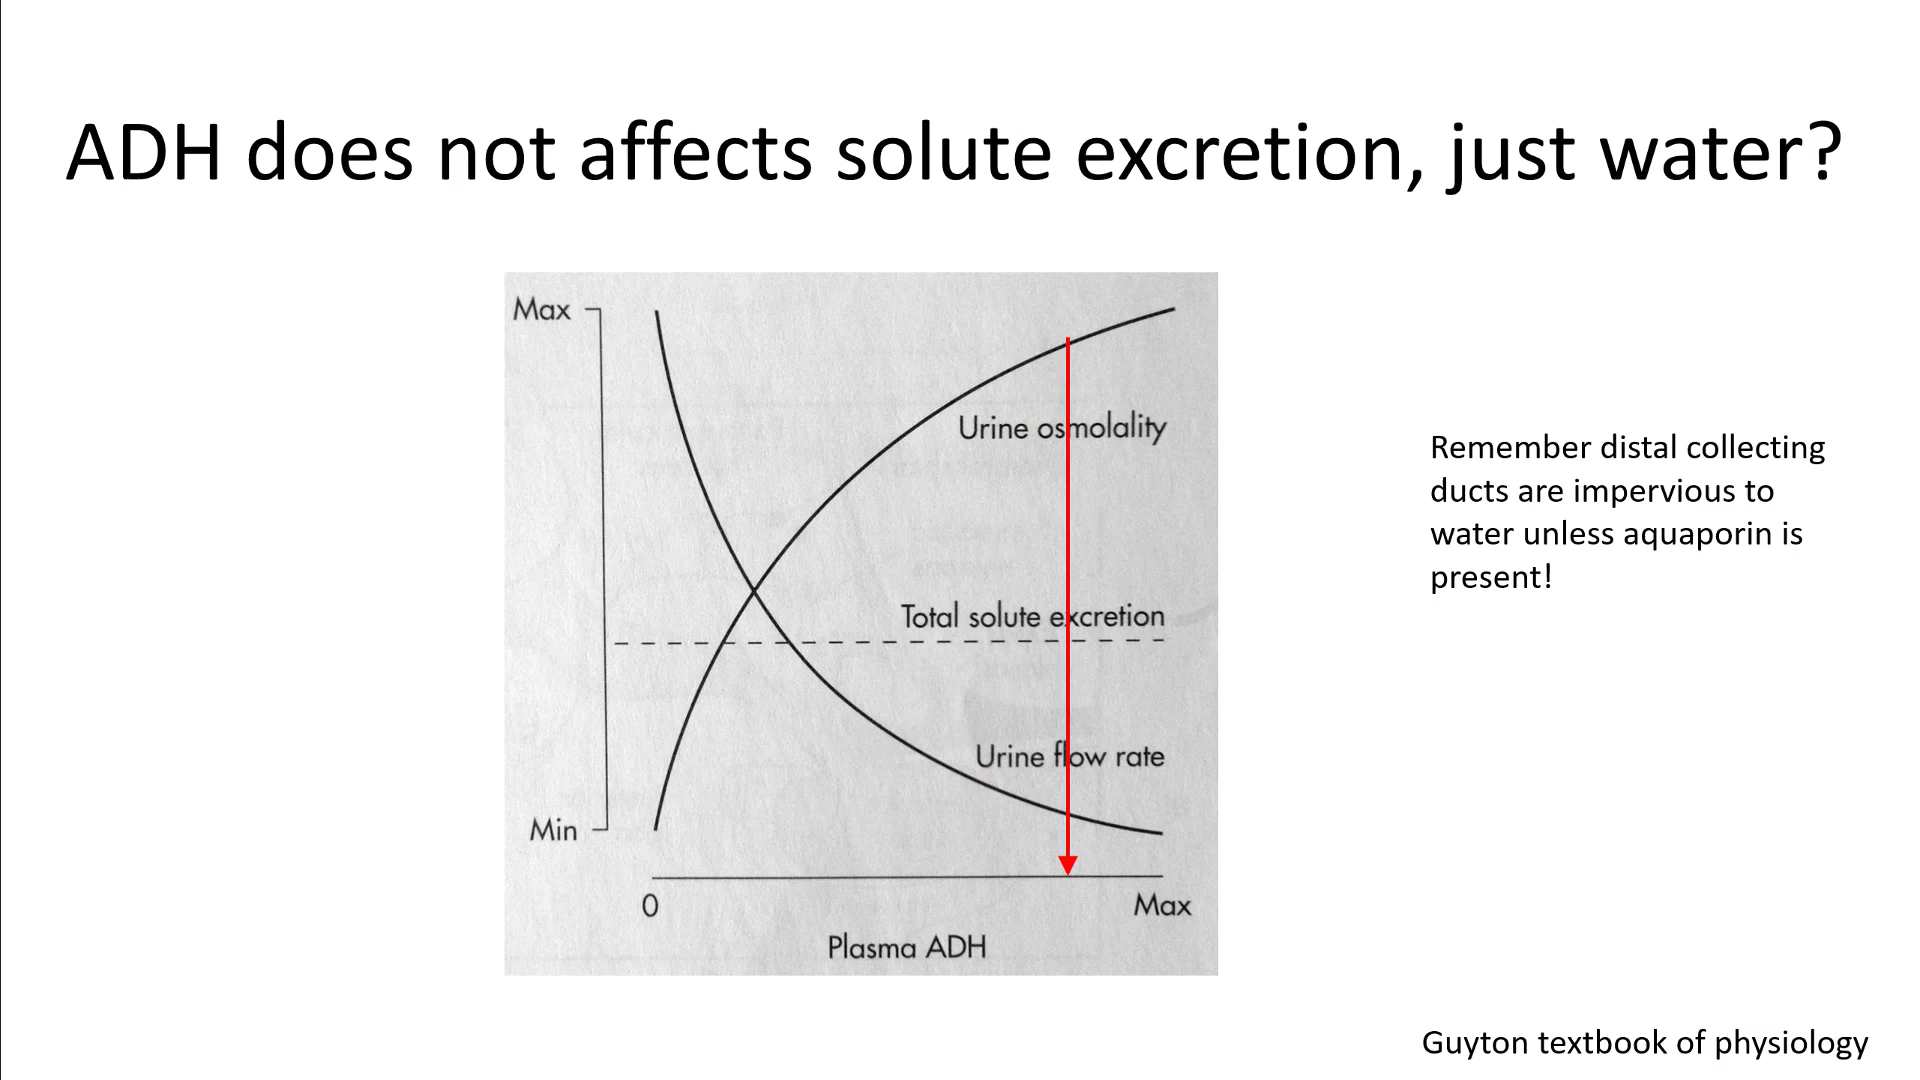 ADH does not affects solute excretion, just water?
Max
Urine osmolality
Total solute excretion
Urine flow rate
Min
0
Max
Plasma ADH
Remember distal collecting
ducts are impervious to
water unless aquaporin is
present!
Guyton textbook of physiology